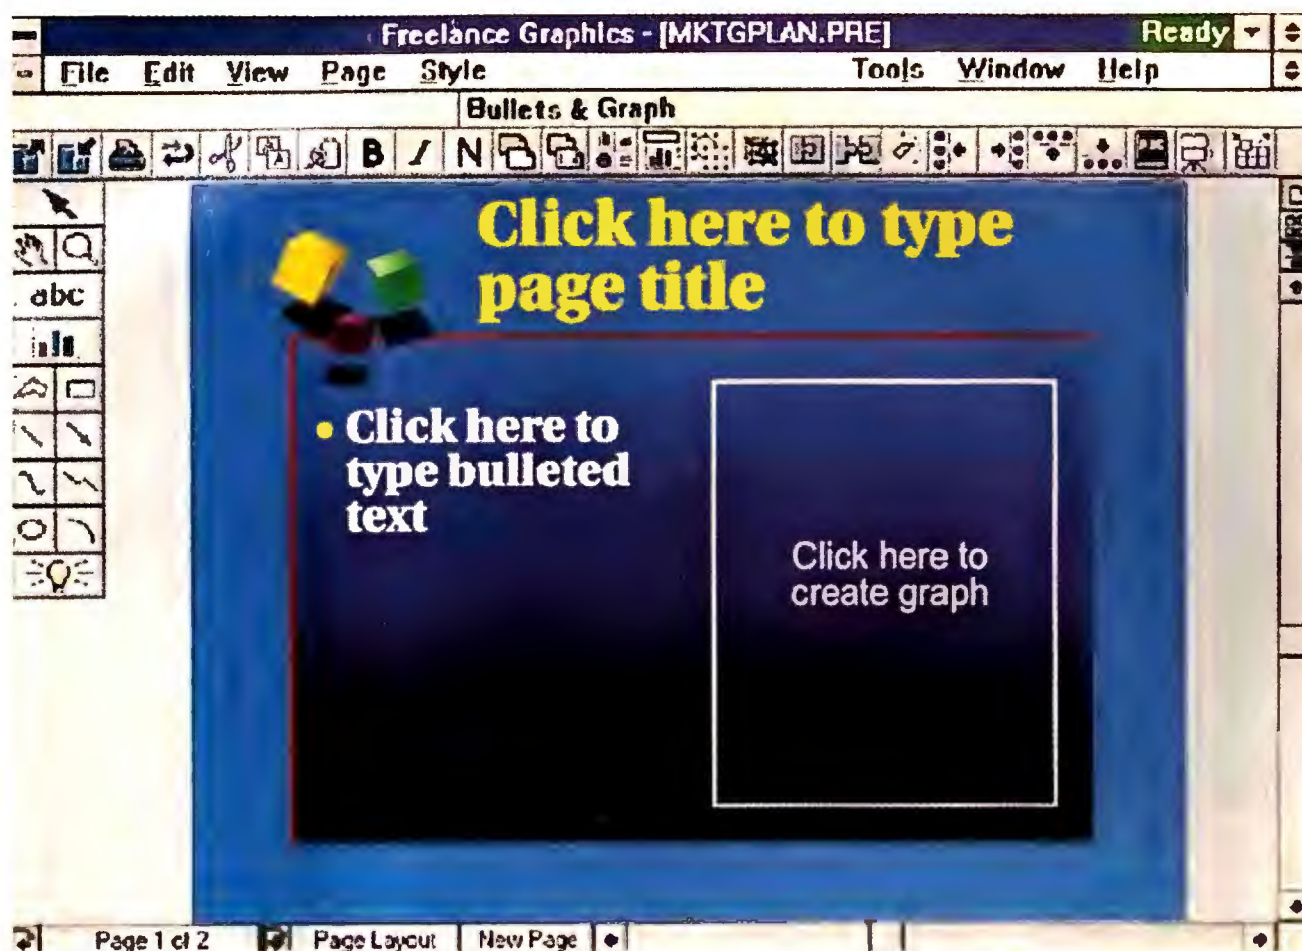 Freelance Graphics - [MKTGPLAN.PRE] Ready
File Edit View Page Style Tools Window Help
Bullets & Graph
B I N
abc
Click here to type
page title
• Click here to
type bulleted
text
Click here to
create graph
Page 1 of 2 Page Layout New Page